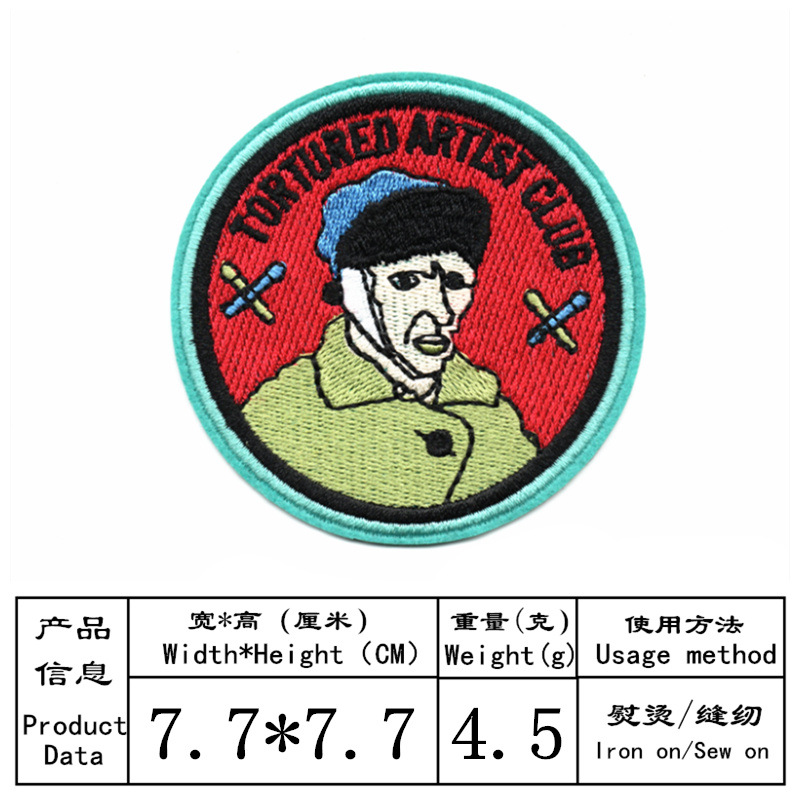 TORTURED ARTIST CLUB
产品
信息
Product
Data
宽*高 (厘米)
Width*Height (CM)
7.7*7.7
重量(克)
Weight(g)
4.5
使用方法
Usage method
熨烫/缝纫
Iron on/Sew on